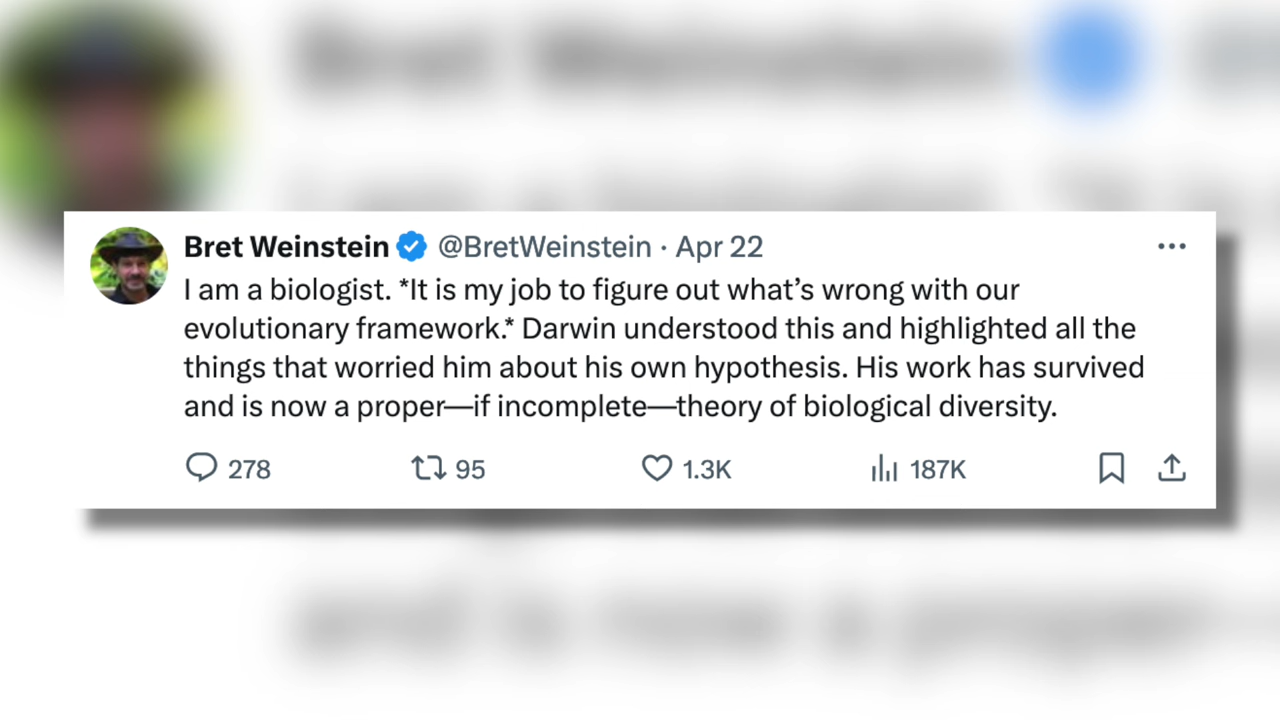 Bret Weinstein @BretWeinstein · Apr 22
I am a biologist. *It is my job to figure out what’s wrong with our
evolutionary framework.* Darwin understood this and highlighted all the
things that worried him about his own hypothesis. His work has survived
and is now a proper—if incomplete—theory of biological diversity.
278 95 1.3K 187K